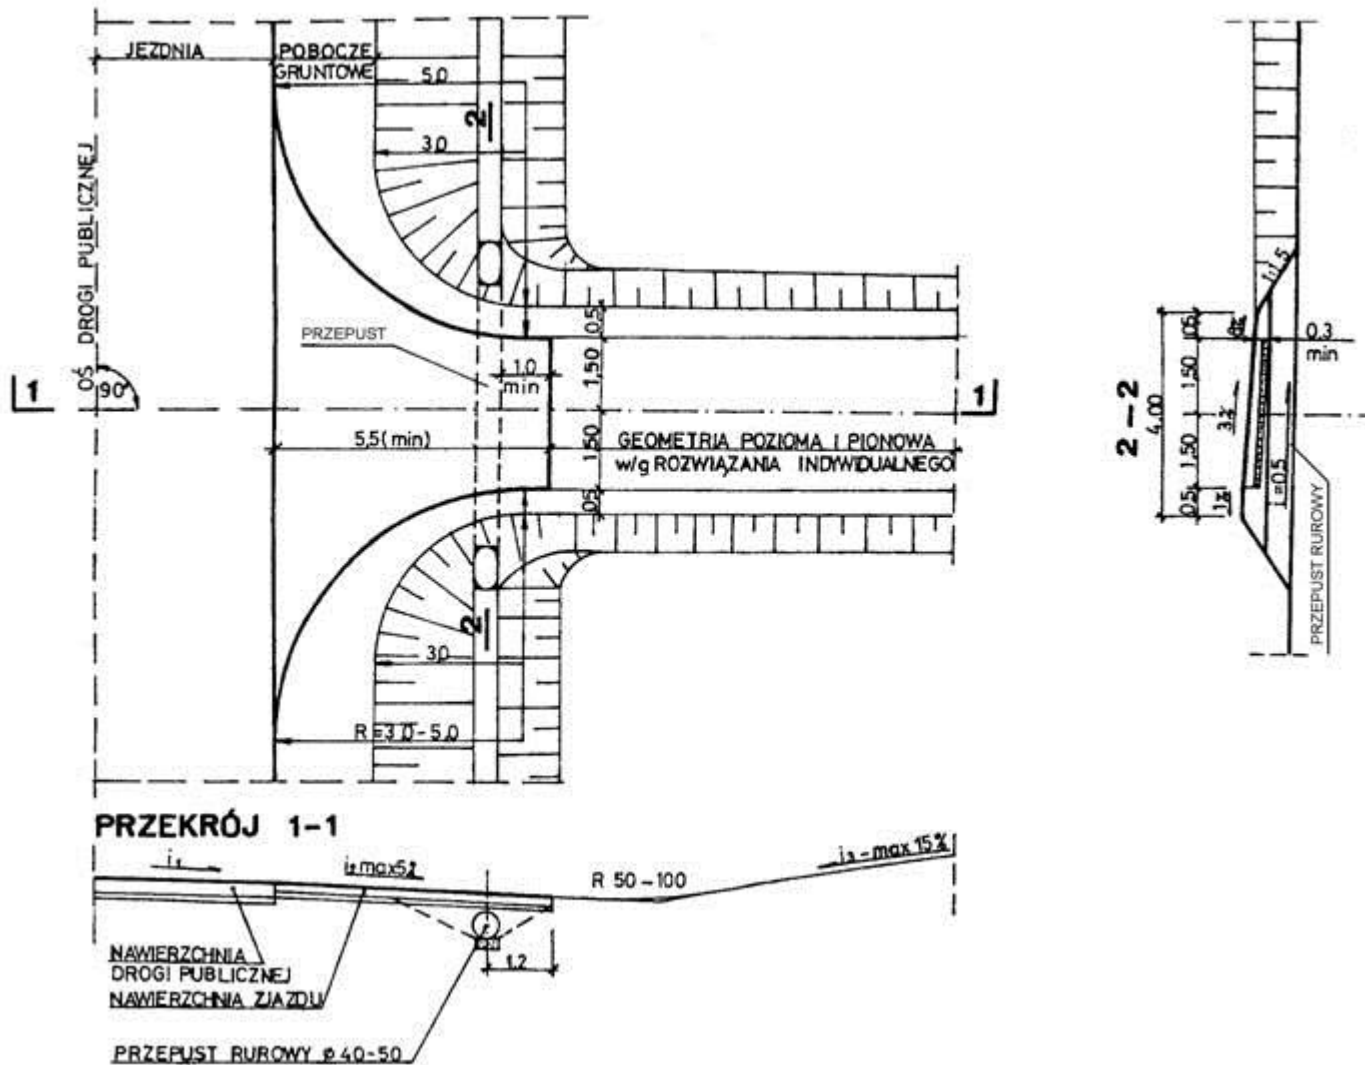 JEZDNIA
POBOCZE
GRUNTOWE
5,0
2
3,0
OŚ DROGI PUBLICZNEJ
90°
PRZEPUST
1,0
min
0,5
1,50
1
1
5,5(min)
1,50
GEOMETRIA POZIOMA I PIONOWA
w/g ROZWIĄZANIA INDYWIDUALNEGO
0,5
2
3,0
R=3,0-5,0
2-2
4,00
0,5
1,50
1,50
0,5
1:1,5
0,3
min
3%
1%
i=0,5
PRZEPUST RUROWY
PRZEKRÓJ 1-1
i₁
i₂max5%
R 50-100
i₃-max 15%
NAWIERZCHNIA
DROGI PUBLICZNEJ
NAWIERZCHNIA ZJAZDU
1,2
PRZEPUST RUROWY ø 40-50